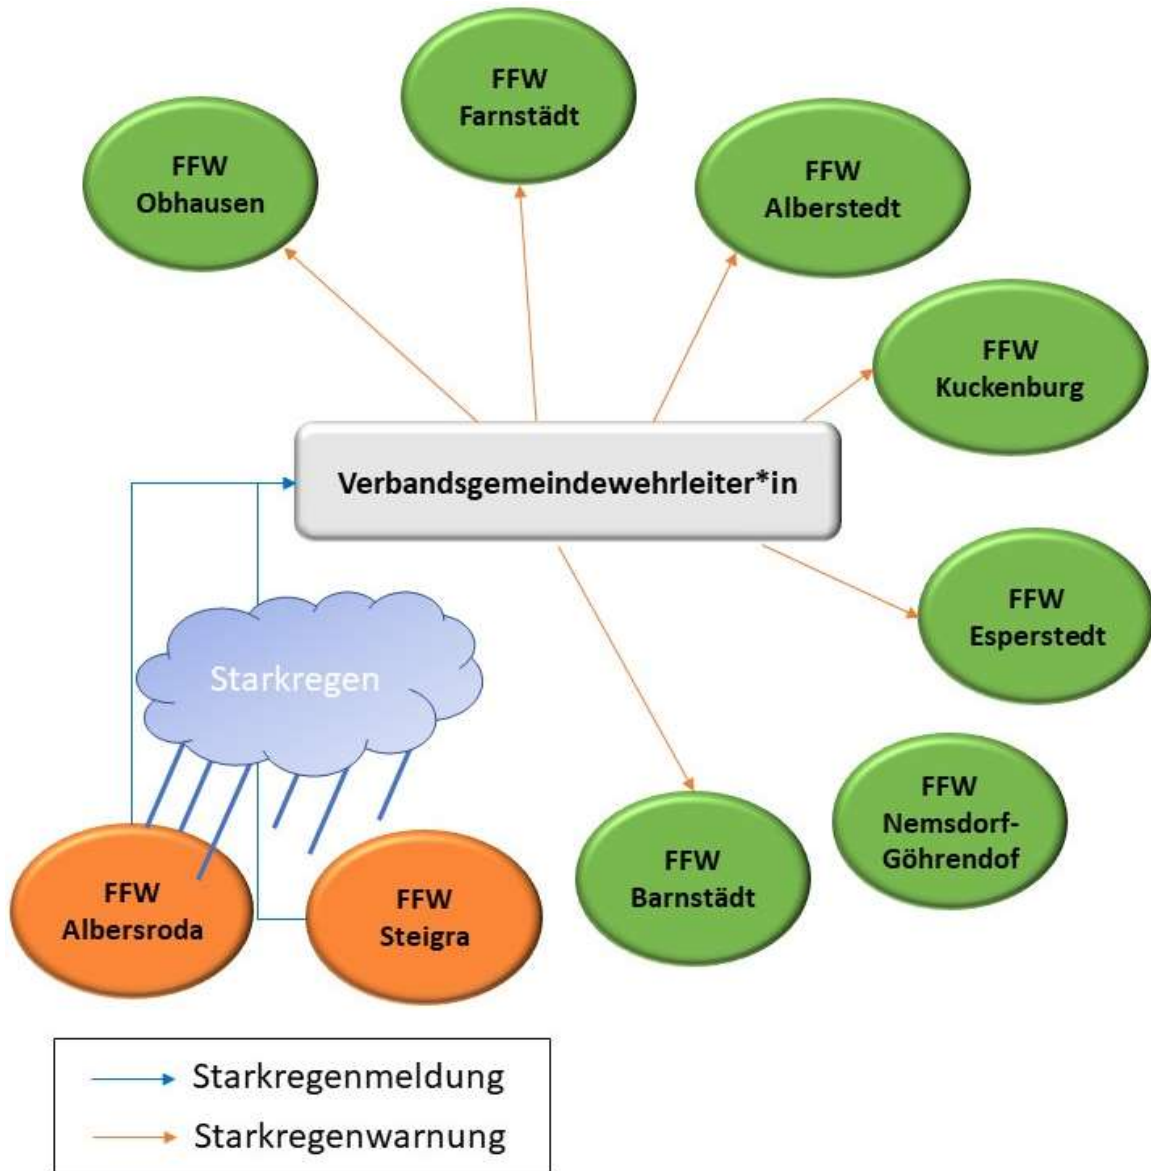 FFW
Farnstädt
FFW
Obhausen
FFW
Alberstedt
FFW
Kuckenburg
Verbandsgemeindewehrleiter*in
FFW
Esperstedt
Starkregen
FFW
Nemsdorf-
Göhrendof
FFW
Barnstädt
FFW
Albersroda
FFW
Steigra
Starkregenmeldung
Starkregenwarnung